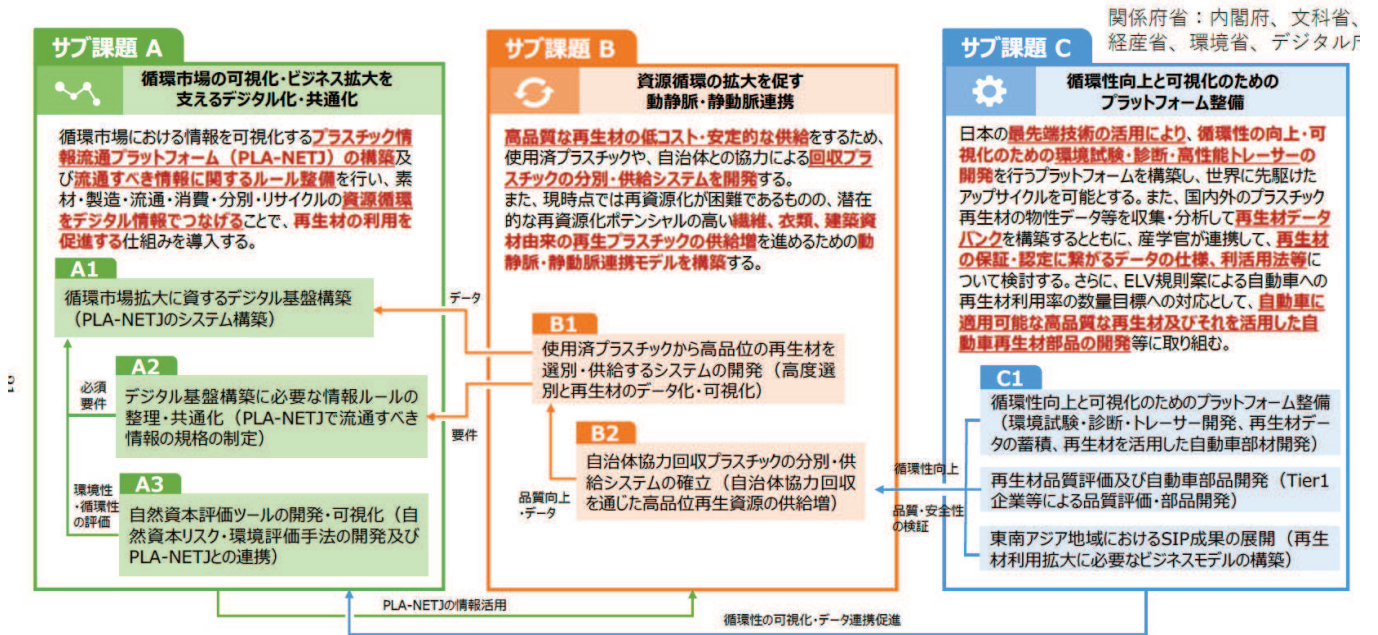 関係府省：内閣府、文科省、
経産省、環境省、デジタル
サブ課題 A
循環市場の可視化・ビジネス拡大を
支えるデジタル化・共通化
循環市場における情報を可視化するプラスチック情
報流通プラットフォーム（PLA-NETJ）の構築及
び流通すべき情報に関するルール整備を行い、素
材・製造・流通・消費・分別・リサイクルの資源循環
をデジタル情報でつなげることで、再生材の利用を
促進する仕組みを導入する。
A1
循環市場拡大に資するデジタル基盤構築
（PLA-NETJのシステム構築）
必須
要件
A2
デジタル基盤構築に必要な情報ルールの
整理・共通化（PLA-NETJで流通すべき
情報の規格の制定）
環境性
・循環性
の評価
A3
自然資本評価ツールの開発・可視化（自
然資本リスク・環境評価手法の開発及び
PLA-NETJとの連携）
データ
要件
サブ課題 B
資源循環の拡大を促す
動静脈・静動脈連携
高品質な再生材の低コスト・安定的な供給をするため、
使用済プラスチックや、自治体との協力による回収プラ
スチックの分別・供給システムを開発する。
また、現時点では再資源化が困難であるものの、潜在
的な再資源化ポテンシャルの高い繊維、衣類、建築資
材由来の再生プラスチックの供給増を進めるための動
静脈・静動脈連携モデルを構築する。
B1
使用済プラスチックから高品位の再生材を
選別・供給するシステムの開発（高度選
別と再生材のデータ化・可視化）
B2
自治体協力回収プラスチックの分別・供
給システムの確立（自治体協力回収
を通じた高品位再生資源の供給増）
品質向上
・データ
サブ課題 C
循環性向上と可視化のための
プラットフォーム整備
日本の最先端技術の活用により、循環性の向上・可
視化のための環境試験・診断・高性能トレーサーの
開発を行うプラットフォームを構築し、世界に先駆けた
アップサイクルを可能とする。また、国内外のプラスチック
再生材の物性データ等を収集・分析して再生材データ
バンクを構築するとともに、産学官が連携して、再生材
の保証・認定に繋がるデータの仕様、利活用法等に
ついて検討する。さらに、ELV規則案による自動車への
再生材利用率の数量目標への対応として、自動車に
適用可能な高品質な再生材及びそれを活用した自
動車再生材部品の開発等に取り組む。
C1
循環性向上と可視化のためのプラットフォーム整備
（環境試験・診断・トレーサー開発、再生材デー
タの蓄積、再生材を活用した自動車部材開発）
再生材品質評価及び自動車部品開発（Tier1
企業等による品質評価・部品開発）
東南アジア地域におけるSIP成果の展開（再生
材利用拡大に必要なビジネスモデルの構築）
循環性向上
品質・安全性
の検証
PLA-NETJの情報活用
循環性の可視化・データ連携促進